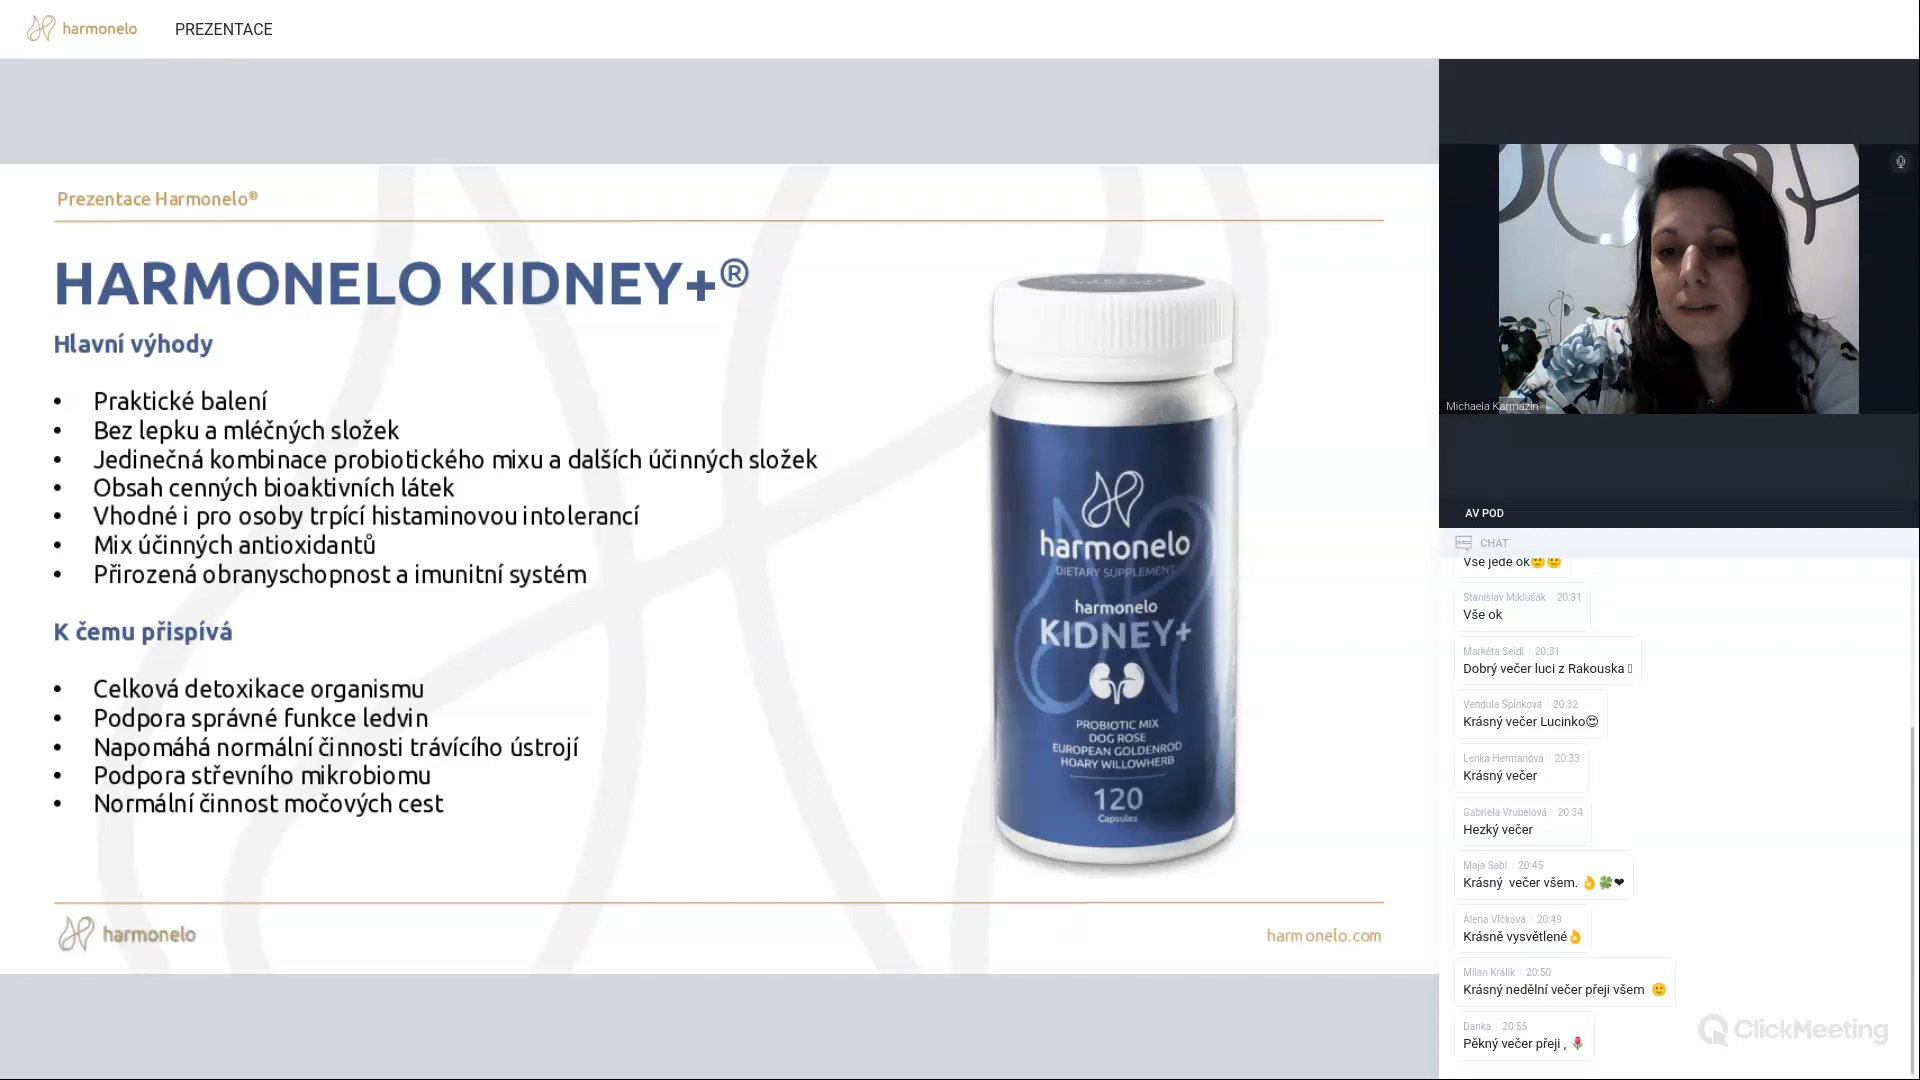 harmonelo
PREZENTACE
Prezentace Harmonelo®
HARMONELO KIDNEY+®
Hlavní výhody
• Praktické balení
• Bez lepku a mléčných složek
• Jedinečná kombinace probiotického mixu a dalších účinných složek
• Obsah cenných bioaktivních látek
• Vhodné i pro osoby trpící histaminovou intolerancí
• Mix účinných antioxidantů
• Přirozená obranyschopnost a imunitní systém
K čemu přispívá
• Celková detoxikace organismu
• Podpora správné funkce ledvin
• Napomáhá normální činnosti trávícího ústrojí
• Podpora střevního mikrobiomu
• Normální činnost močových cest
harmonelo
DIETARY SUPPLEMENT
harmonelo
KIDNEY+
PROBIOTIC MIX
DOG ROSE
EUROPEAN GOLDENROD
HOARY WILLOWHERB
120
Capsules
harmonelo
harmonelo.com
Michaela Karmazín
AV POD
CHAT
Vše jede ok🙂🙂
Stanislav Miklušák 20:31
Vše ok
Markéta Seidl 20:31
Dobrý večer luci z Rakouska
Vendula Špinková 20:32
Krásný večer Lucinko😍
Lenka Hermanová 20:33
Krásný večer
Gabriela Vrubelová 20:34
Hezký večer
Maja Sabi 20:45
Krásný večer všem. 👌🍀❤
Alena Vlčková 20:49
Krásně vysvětlené👌
Milan Králik 20:50
Krásný nedělní večer přeji všem 🙂
Danka 20:55
Pěkný večer přeji , 🌷
ClickMeeting